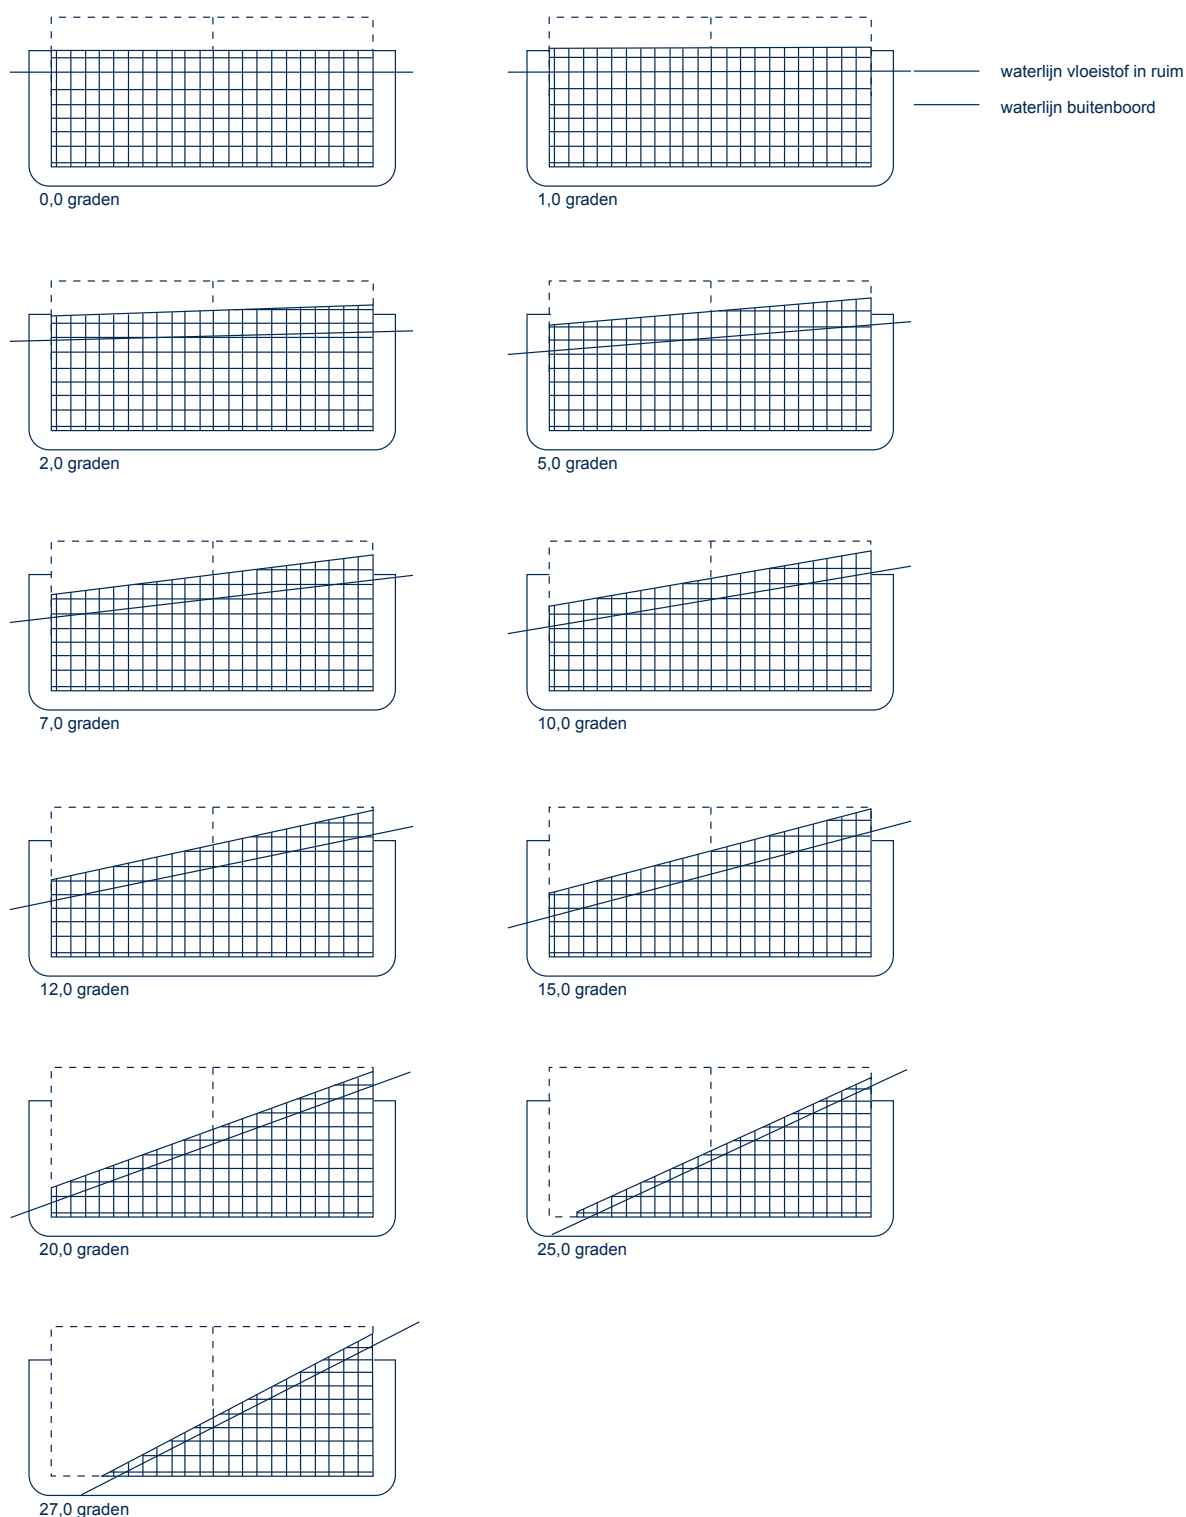 waterlijn vloeistof in ruim
waterlijn buitenboord
0,0 graden
1,0 graden
2,0 graden
5,0 graden
7,0 graden
10,0 graden
12,0 graden
15,0 graden
20,0 graden
25,0 graden
27,0 graden